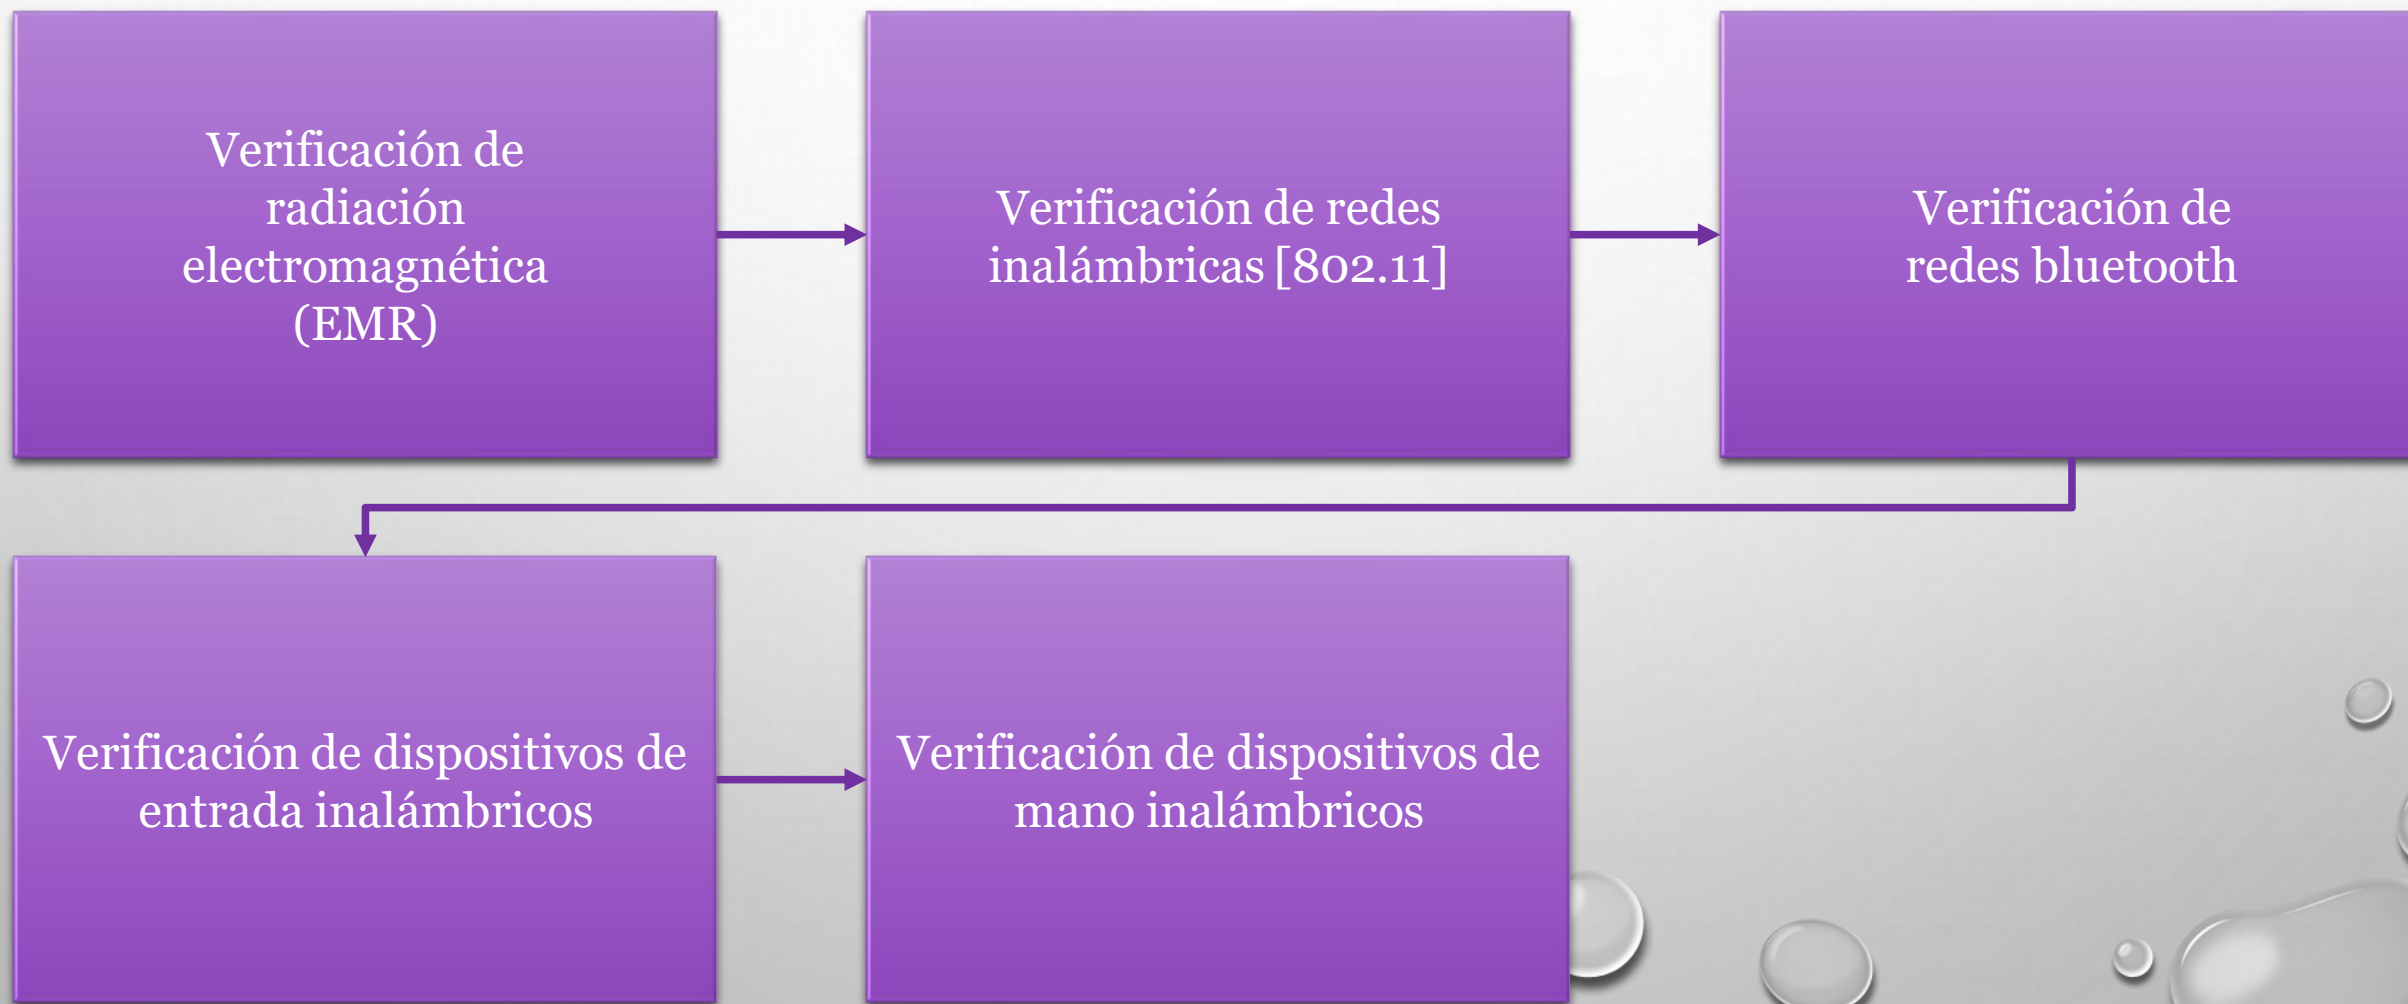 Verificación de
radiación
electromagnética
(EMR)
Verificación de redes
inalámbricas [802.11]
Verificación de
redes bluetooth
Verificación de dispositivos de
entrada inalámbricos
Verificación de dispositivos de
mano inalámbricos